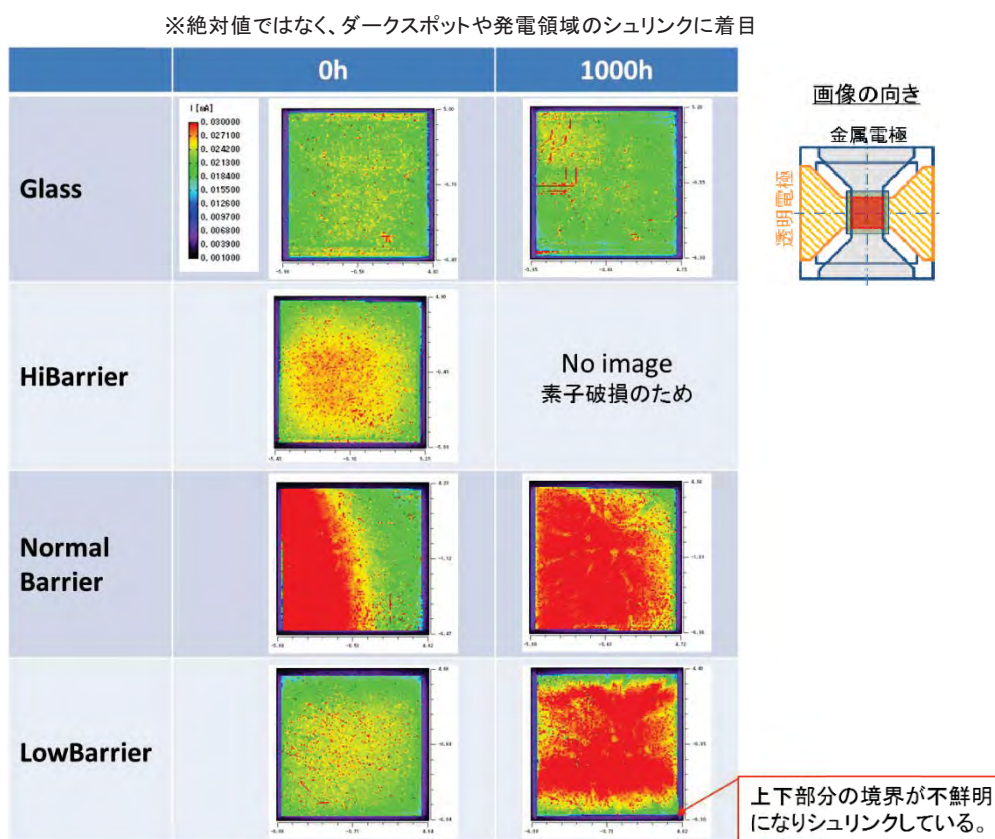 ※絶対値ではなく、ダークスポットや発電領域のシュリンクに着目
0h
1000h
画像の向き
金属電極
透明電極
Glass
I [mA]
0.030000
0.027100
0.024200
0.021300
0.018400
0.015500
0.012600
0.009700
0.006800
0.003900
0.001000
HiBarrier
No image
素子破損のため
Normal
Barrier
LowBarrier
上下部分の境界が不鮮明
になりシュリンクしている。